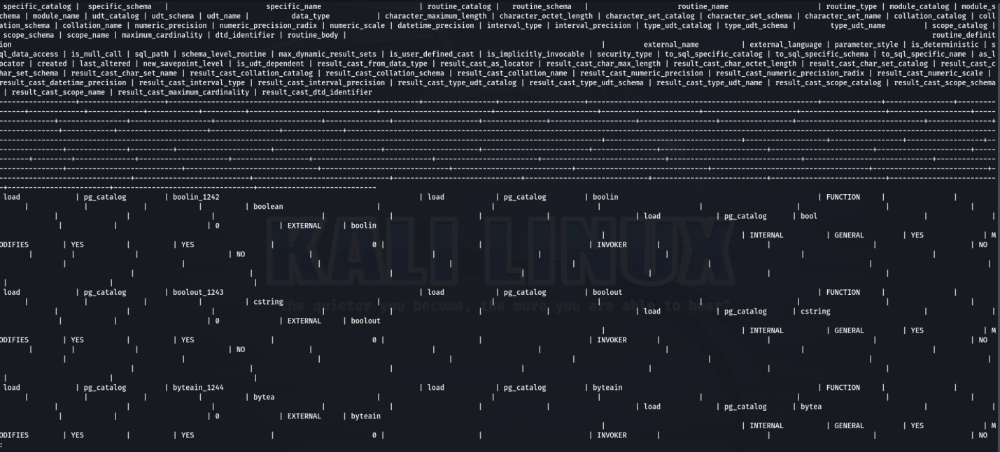 specific_catalog | specific_schema | specific_name | routine_catalog | routine_schema | routine_name | routine_type | module_catalog | module_s
chema | module_name | udt_catalog | udt_schema | udt_name | data_type | character_maximum_length | character_octet_length | character_set_catalog | character_set_schema | character_set_name | collation_catalog | coll
ation_schema | collation_name | numeric_precision | numeric_precision_radix | numeric_scale | datetime_precision | interval_type | interval_precision | type_udt_catalog | type_udt_schema | type_udt_name | scope_catalog |
scope_schema | scope_name | maximum_cardinality | dtd_identifier | routine_body | routine_definit
ion | external_name | external_language | parameter_style | is_deterministic | s
ql_data_access | is_null_call | sql_path | schema_level_routine | max_dynamic_result_sets | is_user_defined_cast | is_implicitly_invocable | security_type | to_sql_specific_catalog | to_sql_specific_schema | to_sql_specific_name | as_l
ocator | created | last_altered | new_savepoint_level | is_udt_dependent | result_cast_from_data_type | result_cast_as_locator | result_cast_char_max_length | result_cast_char_octet_length | result_cast_char_set_catalog | result_cast_c
har_set_schema | result_cast_char_set_name | result_cast_collation_catalog | result_cast_collation_schema | result_cast_collation_name | result_cast_numeric_precision | result_cast_numeric_precision_radix | result_cast_numeric_scale |
result_cast_datetime_precision | result_cast_interval_type | result_cast_interval_precision | result_cast_type_udt_catalog | result_cast_type_udt_schema | result_cast_type_udt_name | result_cast_scope_catalog | result_cast_scope_schema
| result_cast_scope_name | result_cast_maximum_cardinality | result_cast_dtd_identifier
load | pg_catalog | boolin_1242 | load | pg_catalog | boolin | FUNCTION | |
| | | | | boolean | | | | | |
| | | | | | | load | pg_catalog | bool | |
| | | 0 | EXTERNAL | boolin
| | INTERNAL | GENERAL | YES | M
ODIFIES | YES | | YES | 0 | | | INVOKER | | | | NO
| | | | NO | | | | | |
| | | | | | | |
| | | | | |
| | |
load | pg_catalog | boolout_1243 | load | pg_catalog | boolout | FUNCTION | |
| | | | | cstring | | | | | |
| | | | | | | load | pg_catalog | cstring | |
| | | 0 | EXTERNAL | boolout
| | INTERNAL | GENERAL | YES | M
ODIFIES | YES | | YES | 0 | | | INVOKER | | | | NO
| | | | NO | | | | | |
| | | | | | | |
| | | | | |
| | |
load | pg_catalog | byteain_1244 | load | pg_catalog | byteain | FUNCTION | |
| | | | | bytea | | | | | |
| | | | | | | load | pg_catalog | bytea | |
| | | 0 | EXTERNAL | byteain
| | INTERNAL | GENERAL | YES | M
ODIFIES | YES | | YES | | 0 | | | INVOKER | | | | NO
:
KALI LINUX
"the quieter you become, the more you are able to hear"